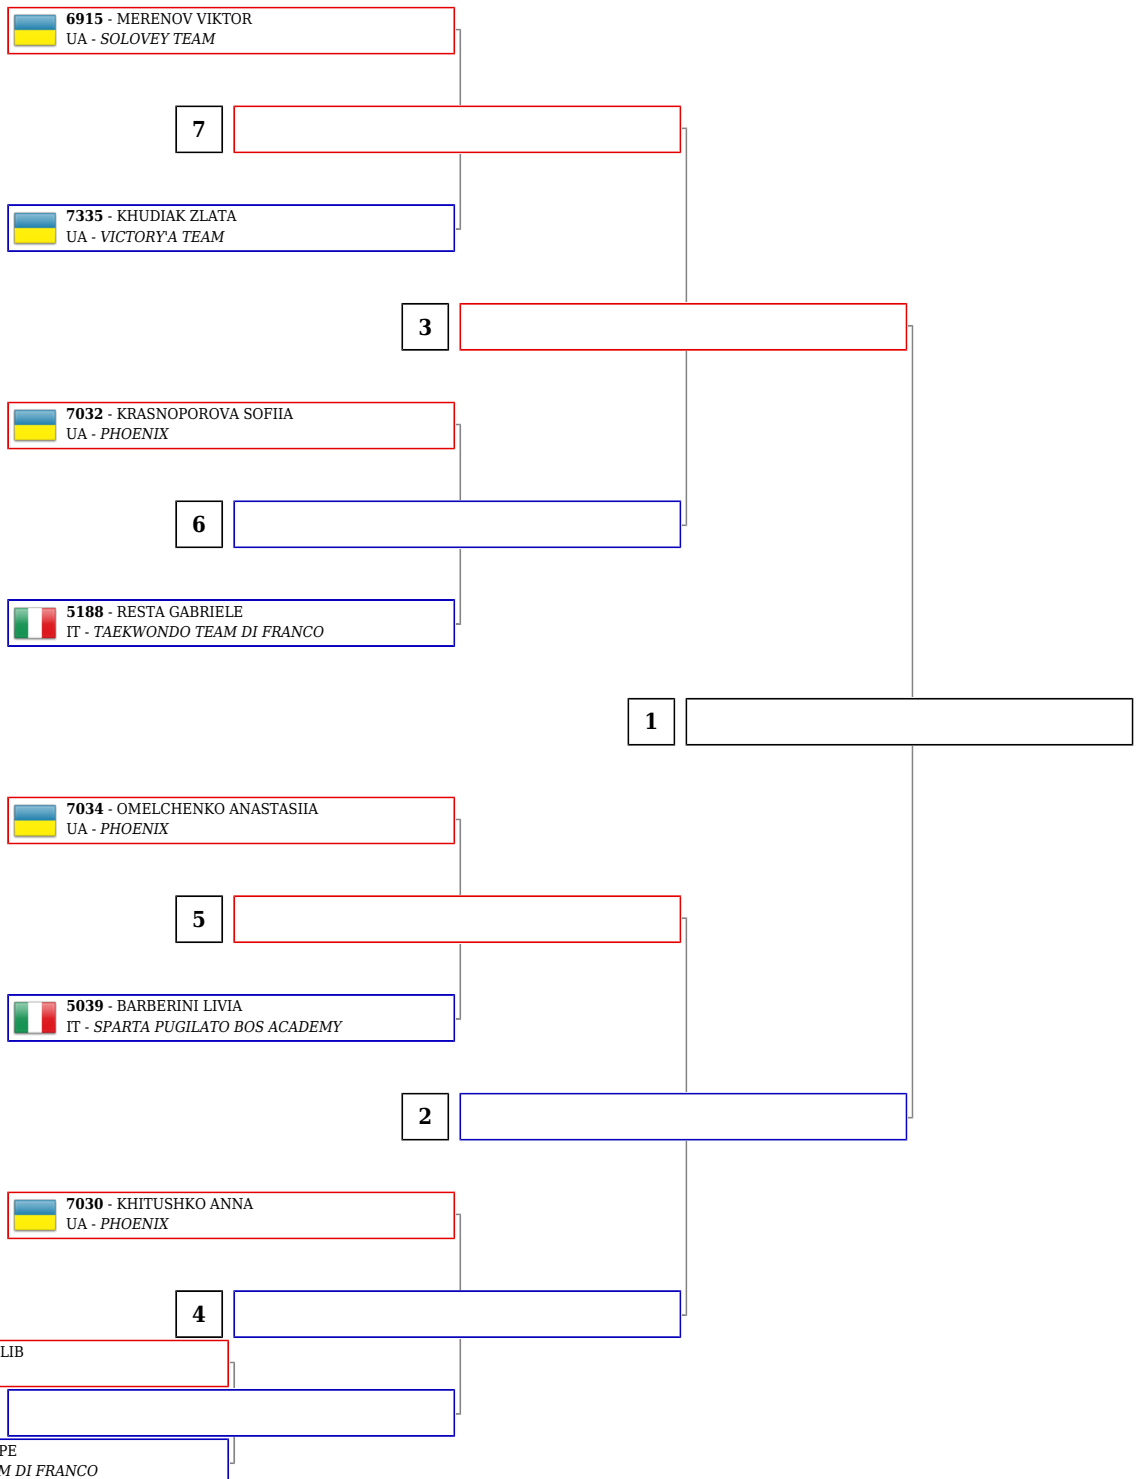 6915 - MERENOV VIKTOR
UA - SOLOVEY TEAM
7
7335 - KHUDIAK ZLATA
UA - VICTORY'A TEAM
3
7032 - KRASNOPOROVA SOFIIA
UA - PHOENIX
6
5188 - RESTA GABRIELE
IT - TAEKWONDO TEAM DI FRANCO
1
7034 - OMELCHENKO ANASTASIIA
UA - PHOENIX
5
5039 - BARBERINI LIVIA
IT - SPARTA PUGILATO BOS ACADEMY
2
7030 - KHITUSHKO ANNA
UA - PHOENIX
4
LIB
PE
M DI FRANCO